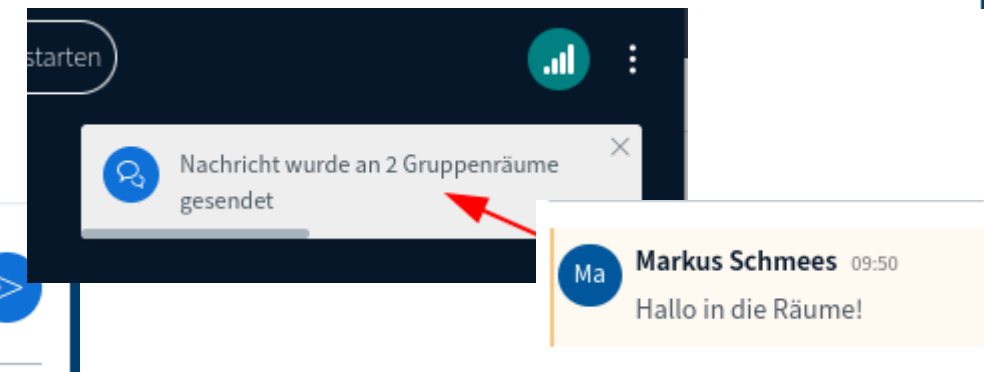 starten
Nachricht wurde an 2 Gruppenräume
gesendet
Ma
Markus Schmees 09:50
Hallo in die Räume!